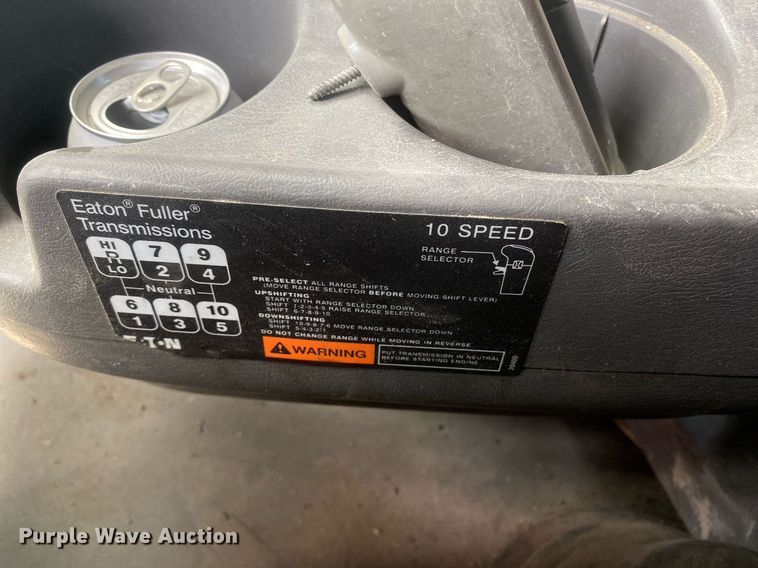 Eaton® Fuller®
Transmissions
10 SPEED
RANGE
SELECTOR
HI
LO
7
2
9
4
Neutral
6
1
8
3
10
5
PRE-SELECT ALL RANGE SHIFTS
(MOVE RANGE SELECTOR BEFORE MOVING SHIFT LEVER)
UPSHIFTING
START WITH RANGE SELECTOR DOWN
SHIFT 1-2-3-4-5 RAISE RANGE SELECTOR
SHIFT 6-7-8-9-10
DOWNSHIFTING
SHIFT 10-9-8-7-6 MOVE RANGE SELECTOR DOWN
SHIFT 5-4-3-2-1
DO NOT CHANGE RANGE WHILE MOVING IN REVERSE
WARNING
PUT TRANSMISSION IN NEUTRAL
BEFORE STARTING ENGINE
Purple Wave Auction